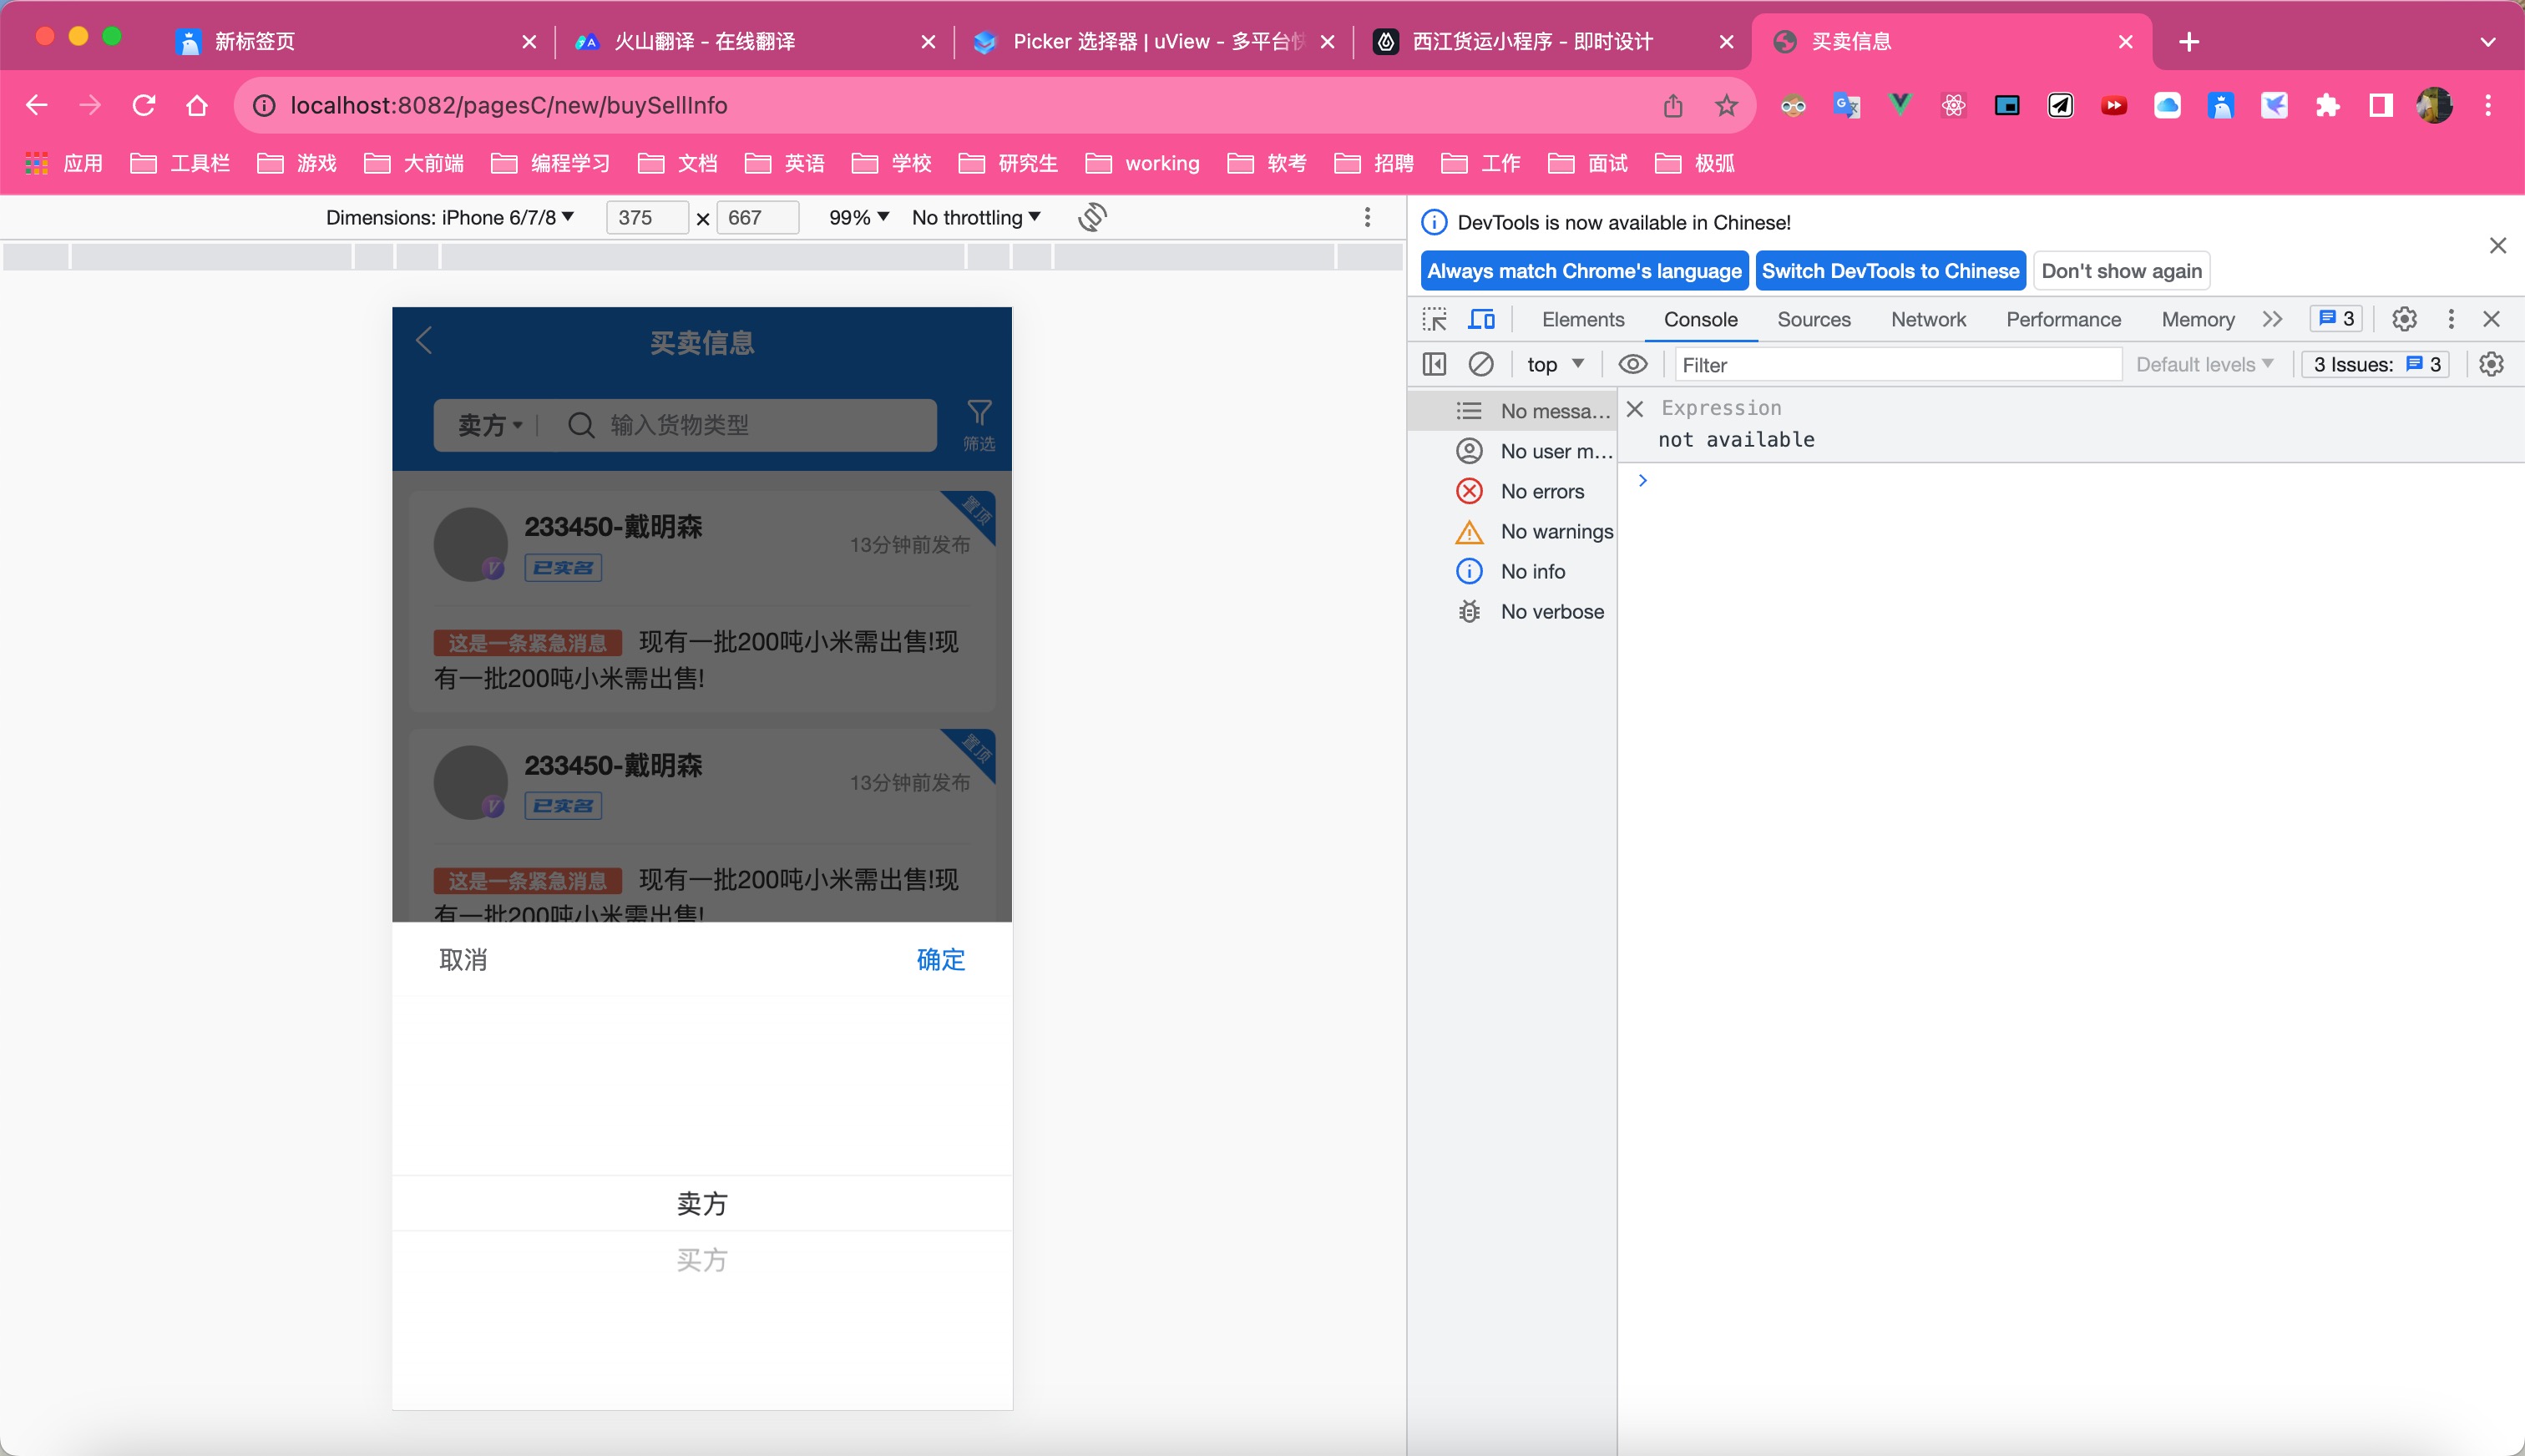 新标签页
火山翻译 - 在线翻译
Picker 选择器 | uView - 多平台快
西江货运小程序 - 即时设计
买卖信息
localhost:8082/pagesC/new/buySellInfo
应用 工具栏 游戏 大前端 编程学习 文档 英语 学校 研究生 working 软考 招聘 工作 面试 极弧
Dimensions: iPhone 6/7/8 375 × 667 99% No throttling
买卖信息
卖方 输入货物类型
筛选
置顶
233450-戴明森
13分钟前发布
已实名
这是一条紧急消息 现有一批200吨小米需出售!现
有一批200吨小米需出售!
置顶
233450-戴明森
13分钟前发布
已实名
这是一条紧急消息 现有一批200吨小米需出售!现
有一批200吨小米需出售!
取消 确定
卖方
买方
DevTools is now available in Chinese!
Always match Chrome's language Switch DevTools to Chinese Don't show again
Elements Console Sources Network Performance Memory 3
top Filter Default levels 3 Issues: 3
No messa...
No user m...
No errors
No warnings
No info
No verbose
Expression
not available